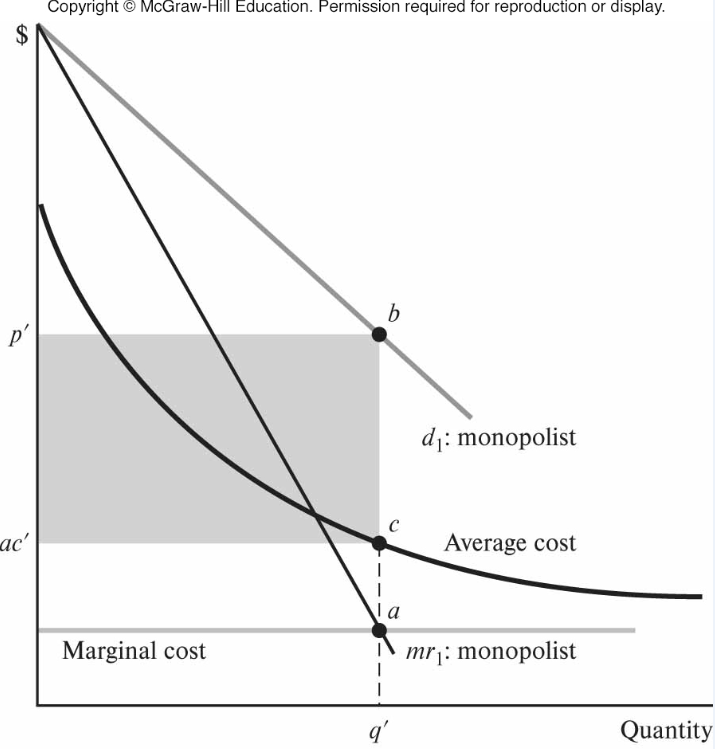 Copyright © McGraw-Hill Education. Permission required for reproduction or display.
$
b
p′
d₁: monopolist
c
ac′
Average cost
a
Marginal cost
mr₁: monopolist
q′
Quantity